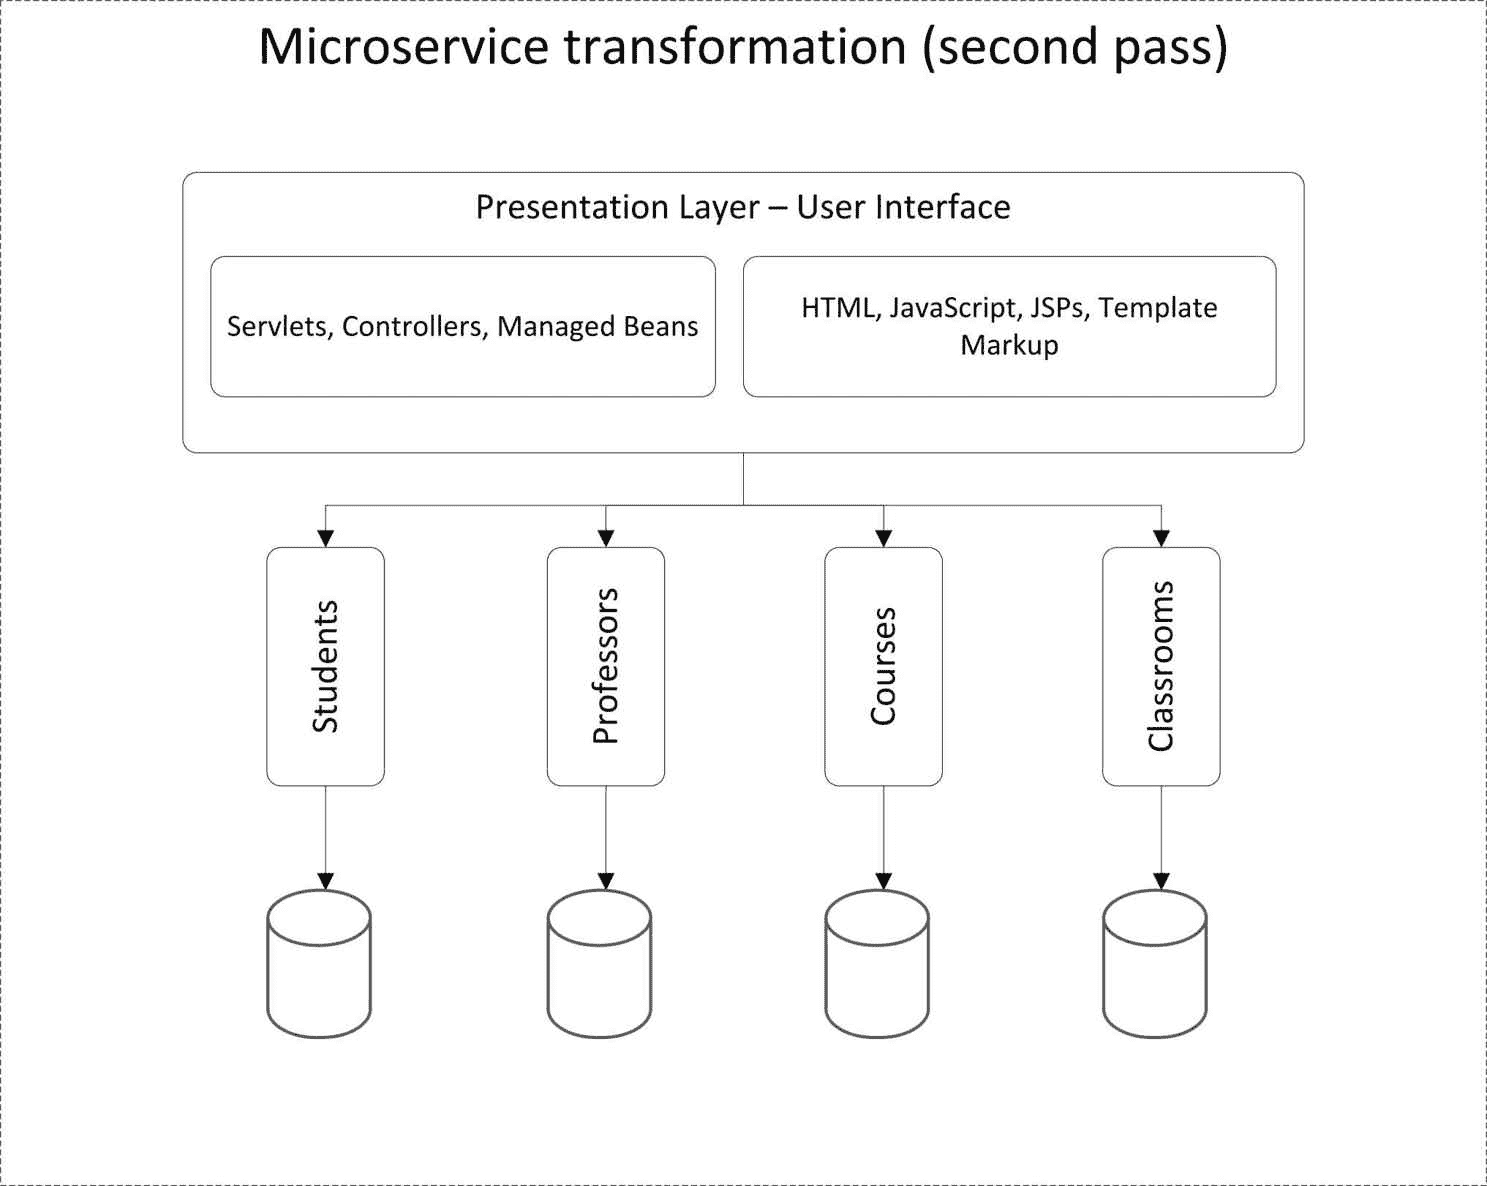 Microservice transformation (second pass)
Presentation Layer – User Interface
Servlets, Controllers, Managed Beans
HTML, JavaScript, JSPs, Template
Markup
Students
Professors
Courses
Classrooms